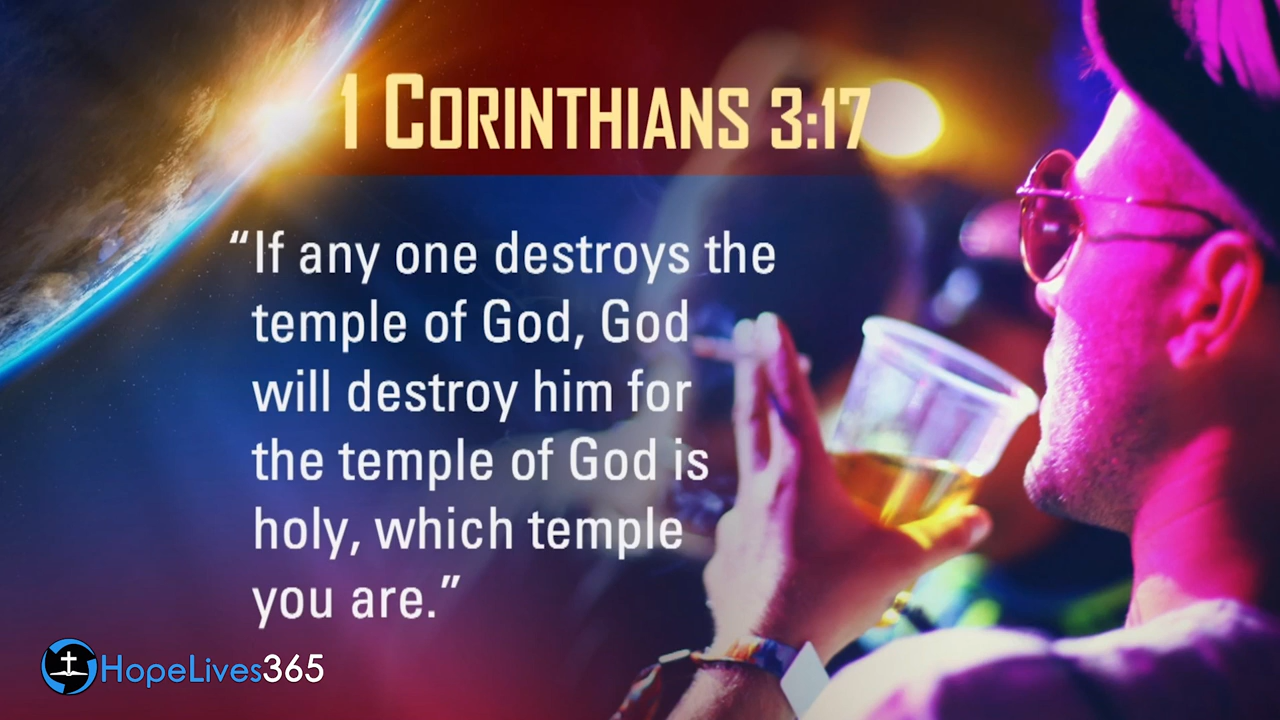 1 CORINTHIANS 3:17
“If any one destroys the
temple of God, God
will destroy him for
the temple of God is
holy, which temple
you are.”
HopeLives365